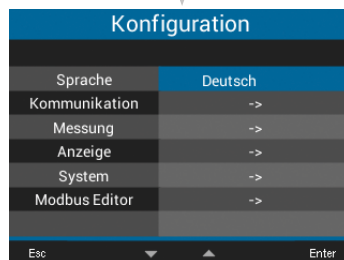 Konfiguration
Sprache Deutsch
Kommunikation ->
Messung ->
Anzeige ->
System ->
Modbus Editor ->
Esc Enter